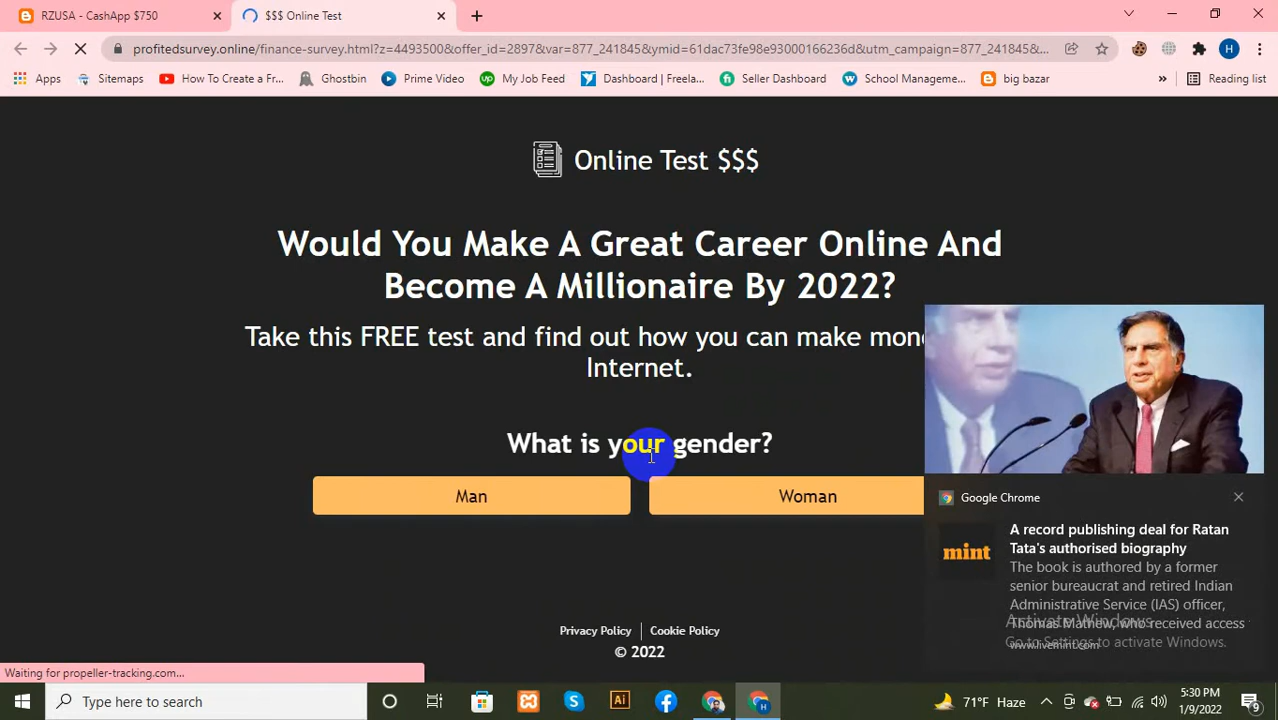 RZUSA - CashApp $750
$$$ Online Test
profitedsurvey.online/finance-survey.html?z=4493500&offer_id=2897&var=877_241845&ymid=61dac73fe98e93000166236d&utm_campaign=877_241845&...
H
Apps
Sitemaps
How To Create a Fr...
Ghostbin
Prime Video
up
My Job Feed
Dashboard | Freela...
fi
Seller Dashboard
W
School Manageme...
big bazar
»
Reading list
Online Test $$$
Would You Make A Great Career Online And
Become A Millionaire By 2022?
Take this FREE test and find out how you can make mone
Internet.
What is your gender?
Man
Woman
Google Chrome
mint
A record publishing deal for Ratan
Tata's authorised biography
The book is authored by a former
senior bureaucrat and retired Indian
Administrative Service (IAS) officer,
Thomas Mathew, who received access
www.livemint.com
Activate Windows
Go to Settings to activate Windows.
Privacy Policy
Cookie Policy
© 2022
Waiting for propeller-tracking.com...
Type here to search
Ai
H
71°F Haze
5:30 PM
1/9/2022
9